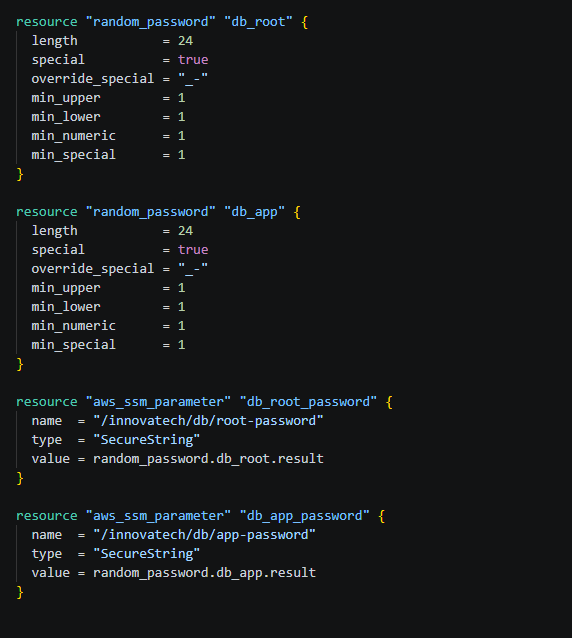 resource "random_password" "db_root" {
  length           = 24
  special          = true
  override_special = "_-"
  min_upper        = 1
  min_lower        = 1
  min_numeric      = 1
  min_special      = 1
}

resource "random_password" "db_app" {
  length           = 24
  special          = true
  override_special = "_-"
  min_upper        = 1
  min_lower        = 1
  min_numeric      = 1
  min_special      = 1
}

resource "aws_ssm_parameter" "db_root_password" {
  name  = "/innovatech/db/root-password"
  type  = "SecureString"
  value = random_password.db_root.result
}

resource "aws_ssm_parameter" "db_app_password" {
  name  = "/innovatech/db/app-password"
  type  = "SecureString"
  value = random_password.db_app.result
}